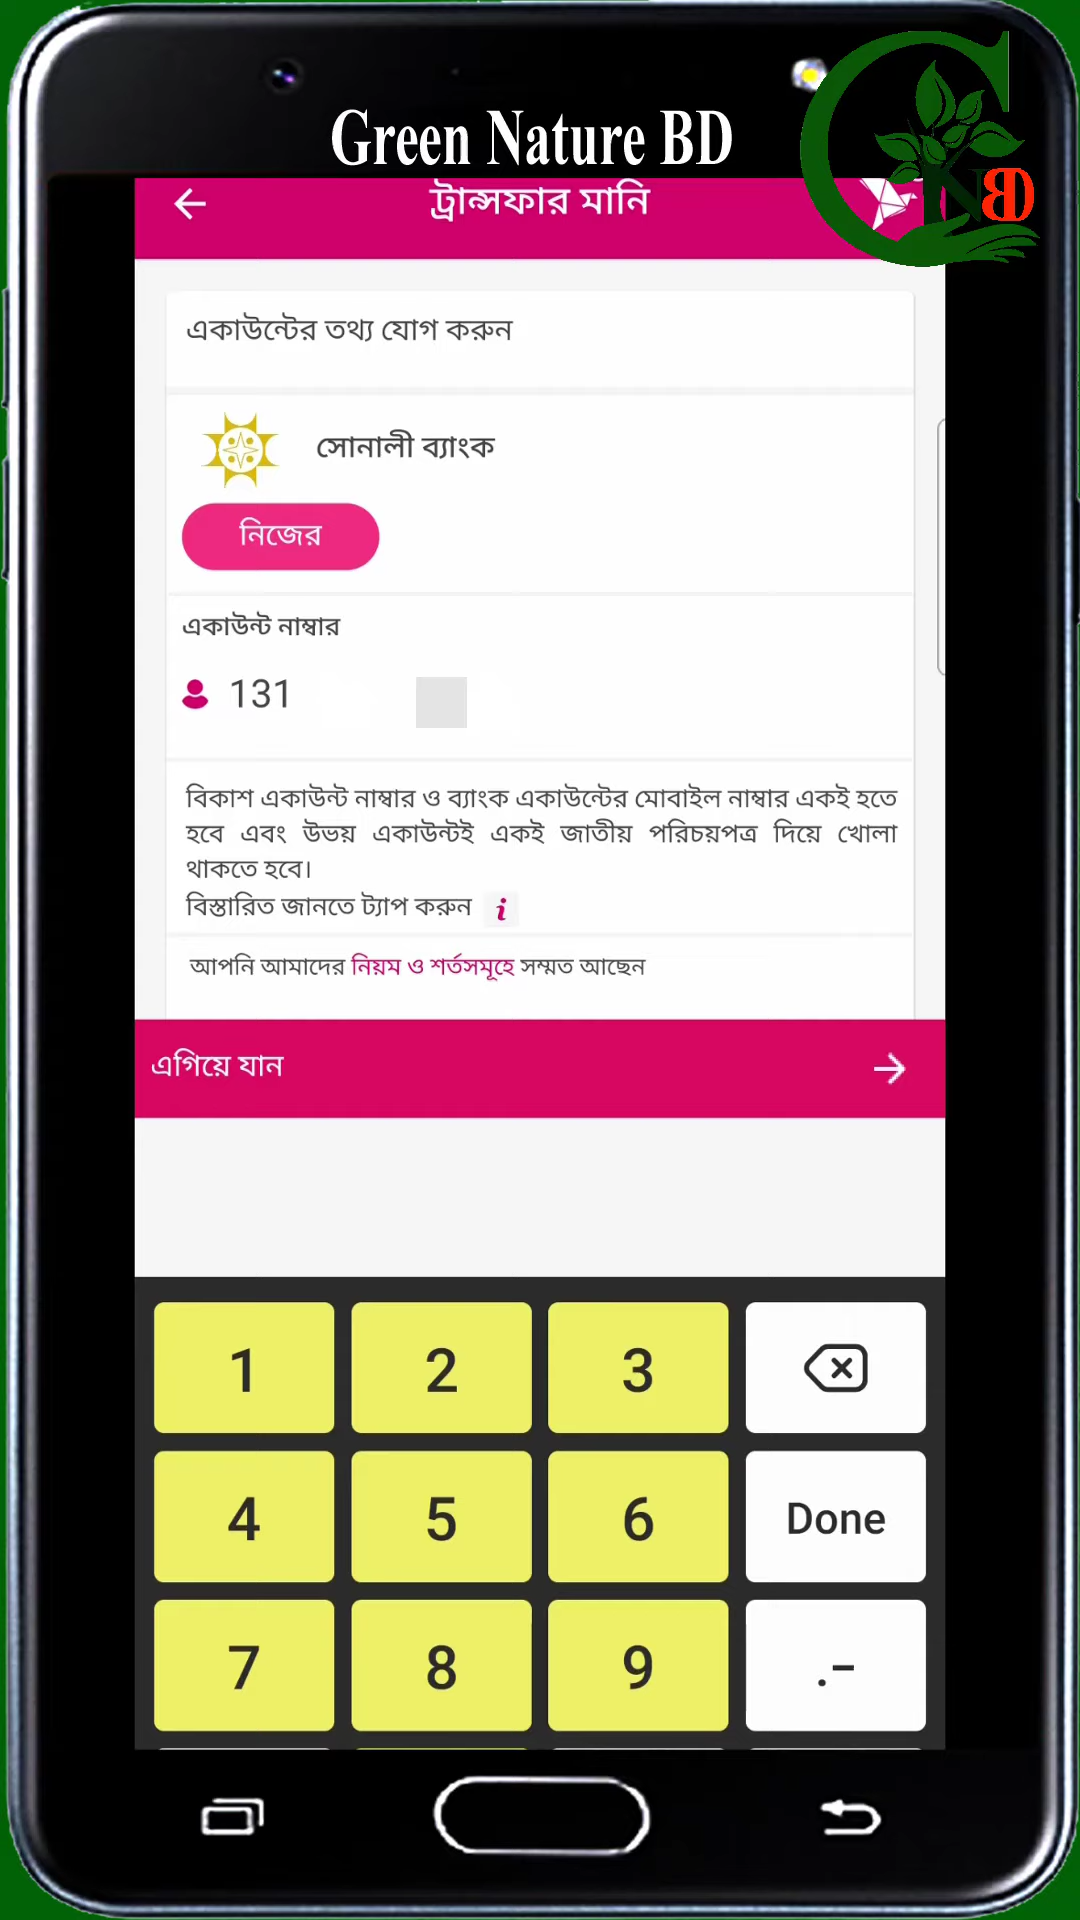 Green Nature BD
NBD
ট্রান্সফার মানি
একাউন্টের তথ্য যোগ করুন
সোনালী ব্যাংক
নিজের
একাউন্ট নাম্বার
131
বিকাশ একাউন্ট নাম্বার ও ব্যাংক একাউন্টের মোবাইল নাম্বার একই হতে
হবে এবং উভয় একাউন্টই একই জাতীয় পরিচয়পত্র দিয়ে খোলা
থাকতে হবে।
বিস্তারিত জানতে ট্যাপ করুন i
আপনি আমাদের নিয়ম ও শর্তসমূহে সম্মত আছেন
এগিয়ে যান
1 2 3
4 5 6 Done
7 8 9 .-